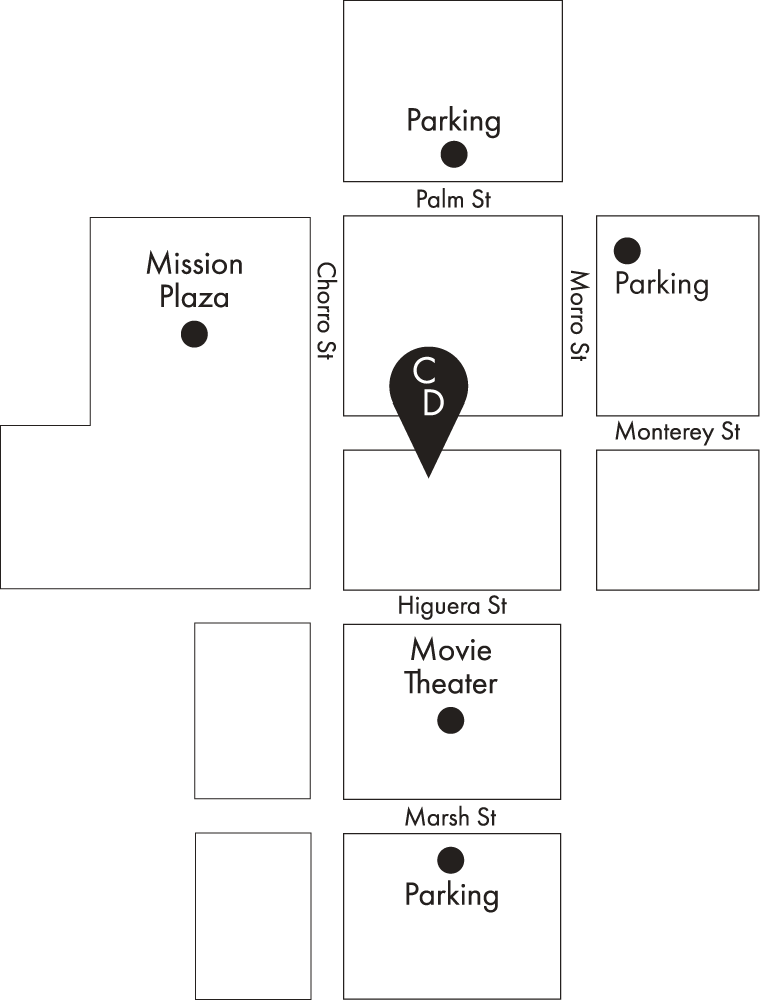 Parking
Palm St
Mission
Plaza
Chorro St
Morro St
Parking
C
D
Monterey St
Higuera St
Movie
Theater
Marsh St
Parking